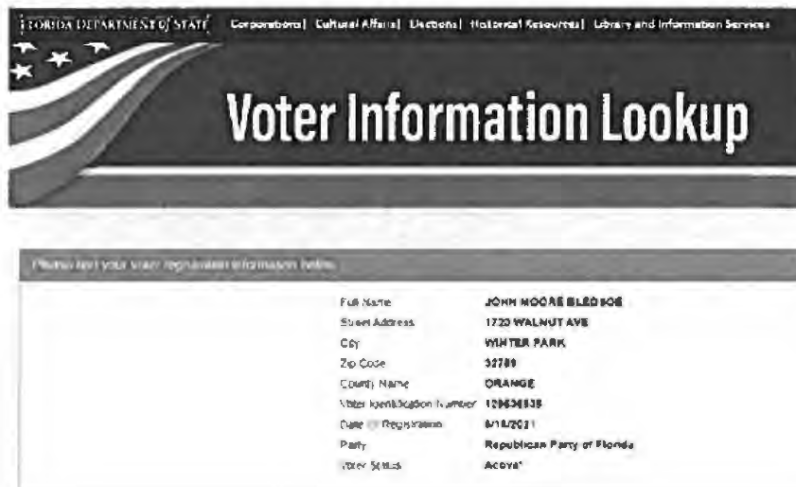 FLORIDA DEPARTMENT of STATE Corporations | Cultural Affairs | Elections | Historical Resources | Library and Information Services
Voter Information Lookup
Please find your voter registration information below.
Full Name JOHN MOORE BLEDSOE
Street Address 1720 WALNUT AVE
City WINTER PARK
Zip Code 32789
County Name ORANGE
Voter Identification Number
Date Of Registration
Party Republican Party of Florida
Voter Status Active*